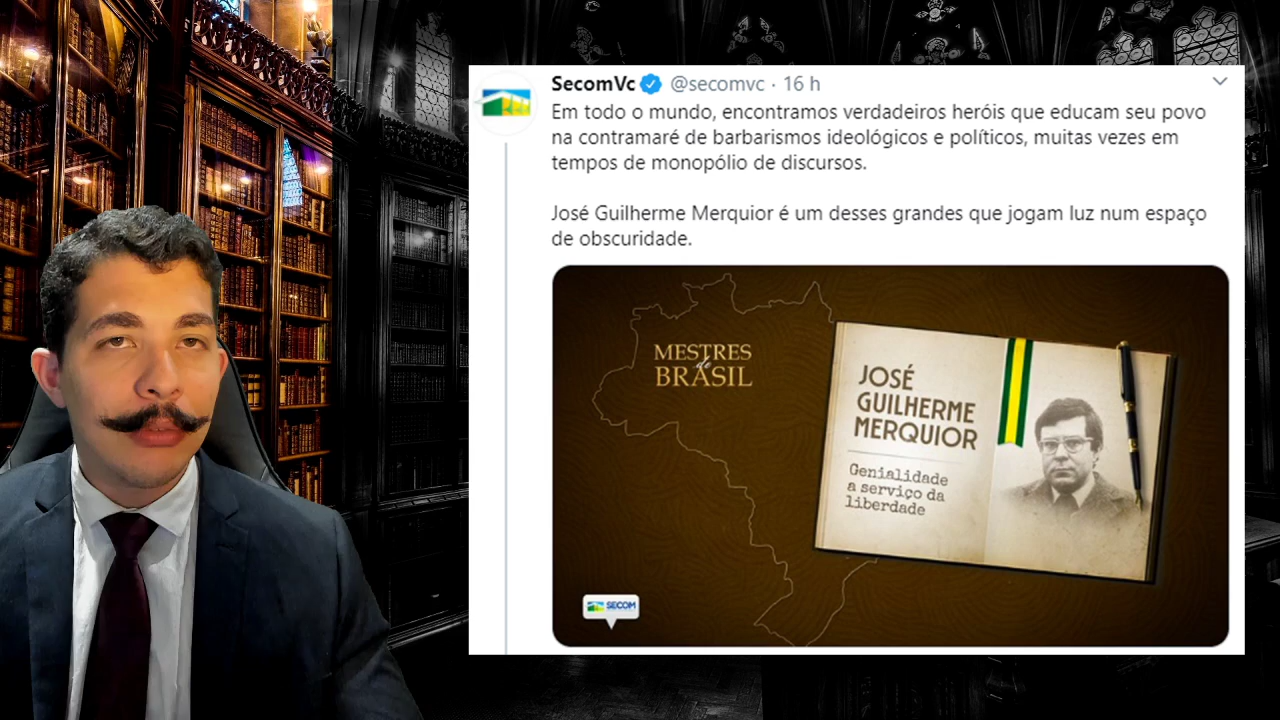 SecomVc @secomvc · 16 h
Em todo o mundo, encontramos verdadeiros heróis que educam seu povo
na contramaré de barbarismos ideológicos e políticos, muitas vezes em
tempos de monopólio de discursos.
José Guilherme Merquior é um desses grandes que jogam luz num espaço
de obscuridade.
MESTRES
do
BRASIL
JOSÉ
GUILHERME
MERQUIOR
Genialidade
a serviço da
liberdade
SECOM